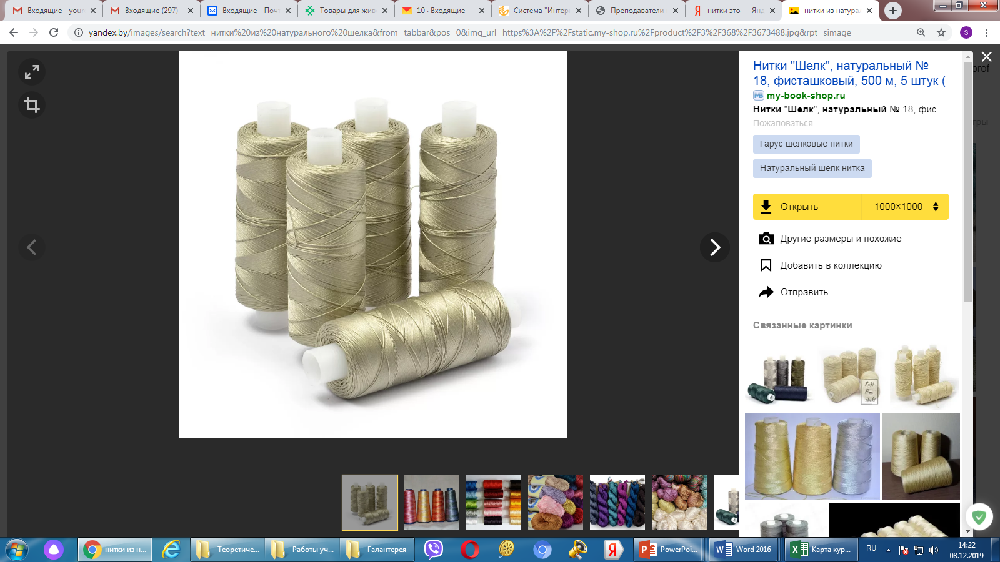 Входящие - your
Входящие (297) -
Входящие - Почт
Товары для жив
10 · Входящие —
Система "Интерн
Преподаватели
нитки это — Янд
нитки из натурал
yandex.by/images/search?text=нитки%20из%20натурального%20шелка&from=tabbar&pos=0&img_url=https%3A%2F%2Fstatic.my-shop.ru%2Fproduct%2F3%2F368%2F3673488.jpg&rpt=simage
S
prof
тры
Нитки "Шелк", натуральный №
18, фисташковый, 500 м, 5 штук (
my-book-shop.ru
Нитки "Шелк", натуральный № 18, фис...
Пожаловаться
Гарус шелковые нитки
Натуральный шелк нитка
Открыть 1000×1000
Другие размеры и похожие
Добавить в коллекцию
Отправить
Связанные картинки
нитки из н...
Теоретиче...
Работы уч...
Галантерея
PowerPoi...
Word 2016
Карта кур...
RU
14:22
08.12.2019